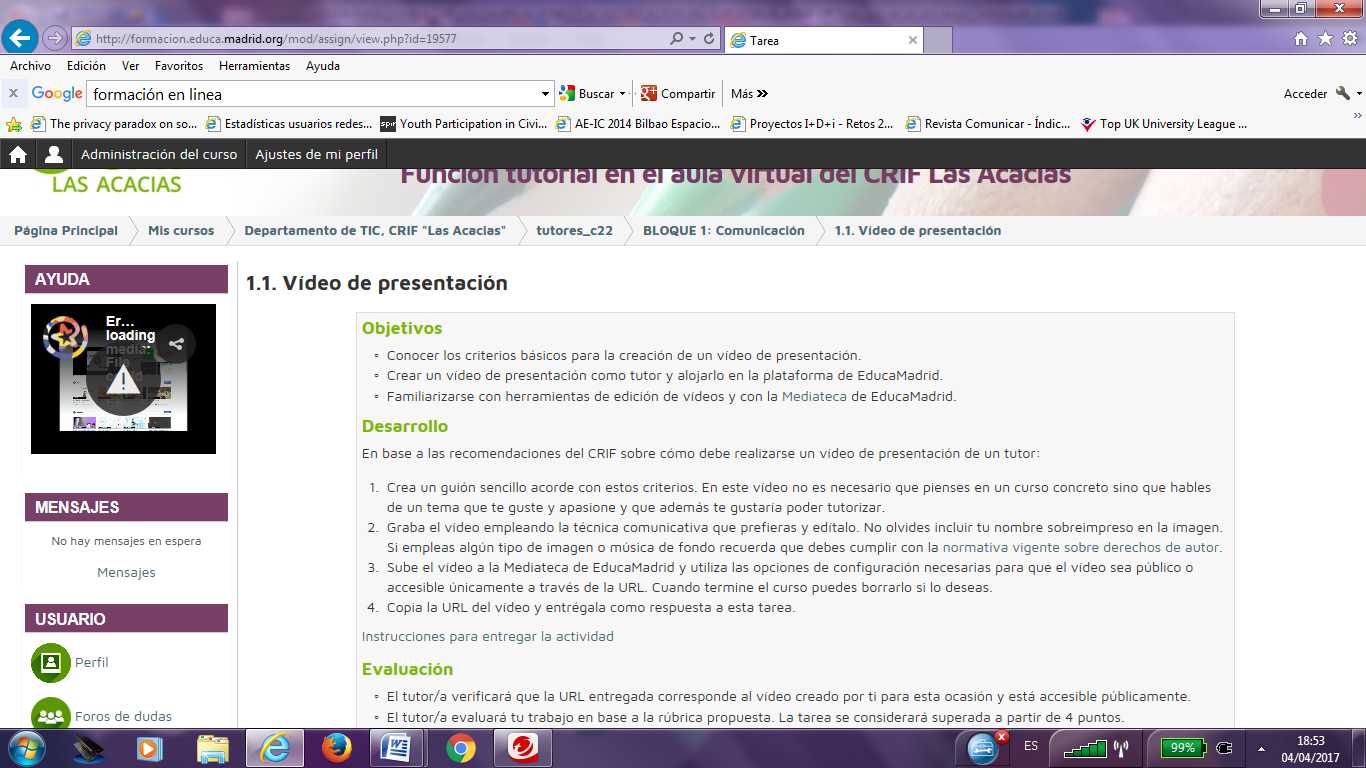 http://formacion.educa.madrid.org/mod/assign/view.php?id=19577
Tarea
Archivo Edición Ver Favoritos Herramientas Ayuda
x Google formación en linea Buscar Compartir Más Acceder
The privacy paradox on so... Estadísticas usuarios redes... Youth Participation in Civi... AE-IC 2014 Bilbao Espacio... Proyectos I+D+i - Retos 2... Revista Comunicar - Índic... Top UK University League ...
Administración del curso Ajustes de mi perfil
LAS ACACIAS
Función tutorial en el aula virtual del CRIF Las Acacias
Página Principal Mis cursos Departamento de TIC, CRIF "Las Acacias" tutores_c22 BLOQUE 1: Comunicación 1.1. Vídeo de presentación
AYUDA
Er...
loading
media:
File
MENSAJES
No hay mensajes en espera
Mensajes
USUARIO
Perfil
Foros de dudas
1.1. Vídeo de presentación
Objetivos
Conocer los criterios básicos para la creación de un vídeo de presentación.
Crear un vídeo de presentación como tutor y alojarlo en la plataforma de EducaMadrid.
Familiarizarse con herramientas de edición de vídeos y con la Mediateca de EducaMadrid.
Desarrollo
En base a las recomendaciones del CRIF sobre cómo debe realizarse un vídeo de presentación de un tutor:
1. Crea un guión sencillo acorde con estos criterios. En este vídeo no es necesario que pienses en un curso concreto sino que hables
de un tema que te guste y apasione y que además te gustaría poder tutorizar.
2. Graba el vídeo empleando la técnica comunicativa que prefieras y edítalo. No olvides incluir tu nombre sobreimpreso en la imagen.
Si empleas algún tipo de imagen o música de fondo recuerda que debes cumplir con la normativa vigente sobre derechos de autor.
3. Sube el vídeo a la Mediateca de EducaMadrid y utiliza las opciones de configuración necesarias para que el vídeo sea público o
accesible únicamente a través de la URL. Cuando termine el curso puedes borrarlo si lo deseas.
4. Copia la URL del vídeo y entrégala como respuesta a esta tarea.
Instrucciones para entregar la actividad
Evaluación
El tutor/a verificará que la URL entregada corresponde al vídeo creado por ti para esta ocasión y está accesible públicamente.
El tutor/a evaluará tu trabajo en base a la rúbrica propuesta. La tarea se considerará superada a partir de 4 puntos.
ES 99% 18:53
04/04/2017